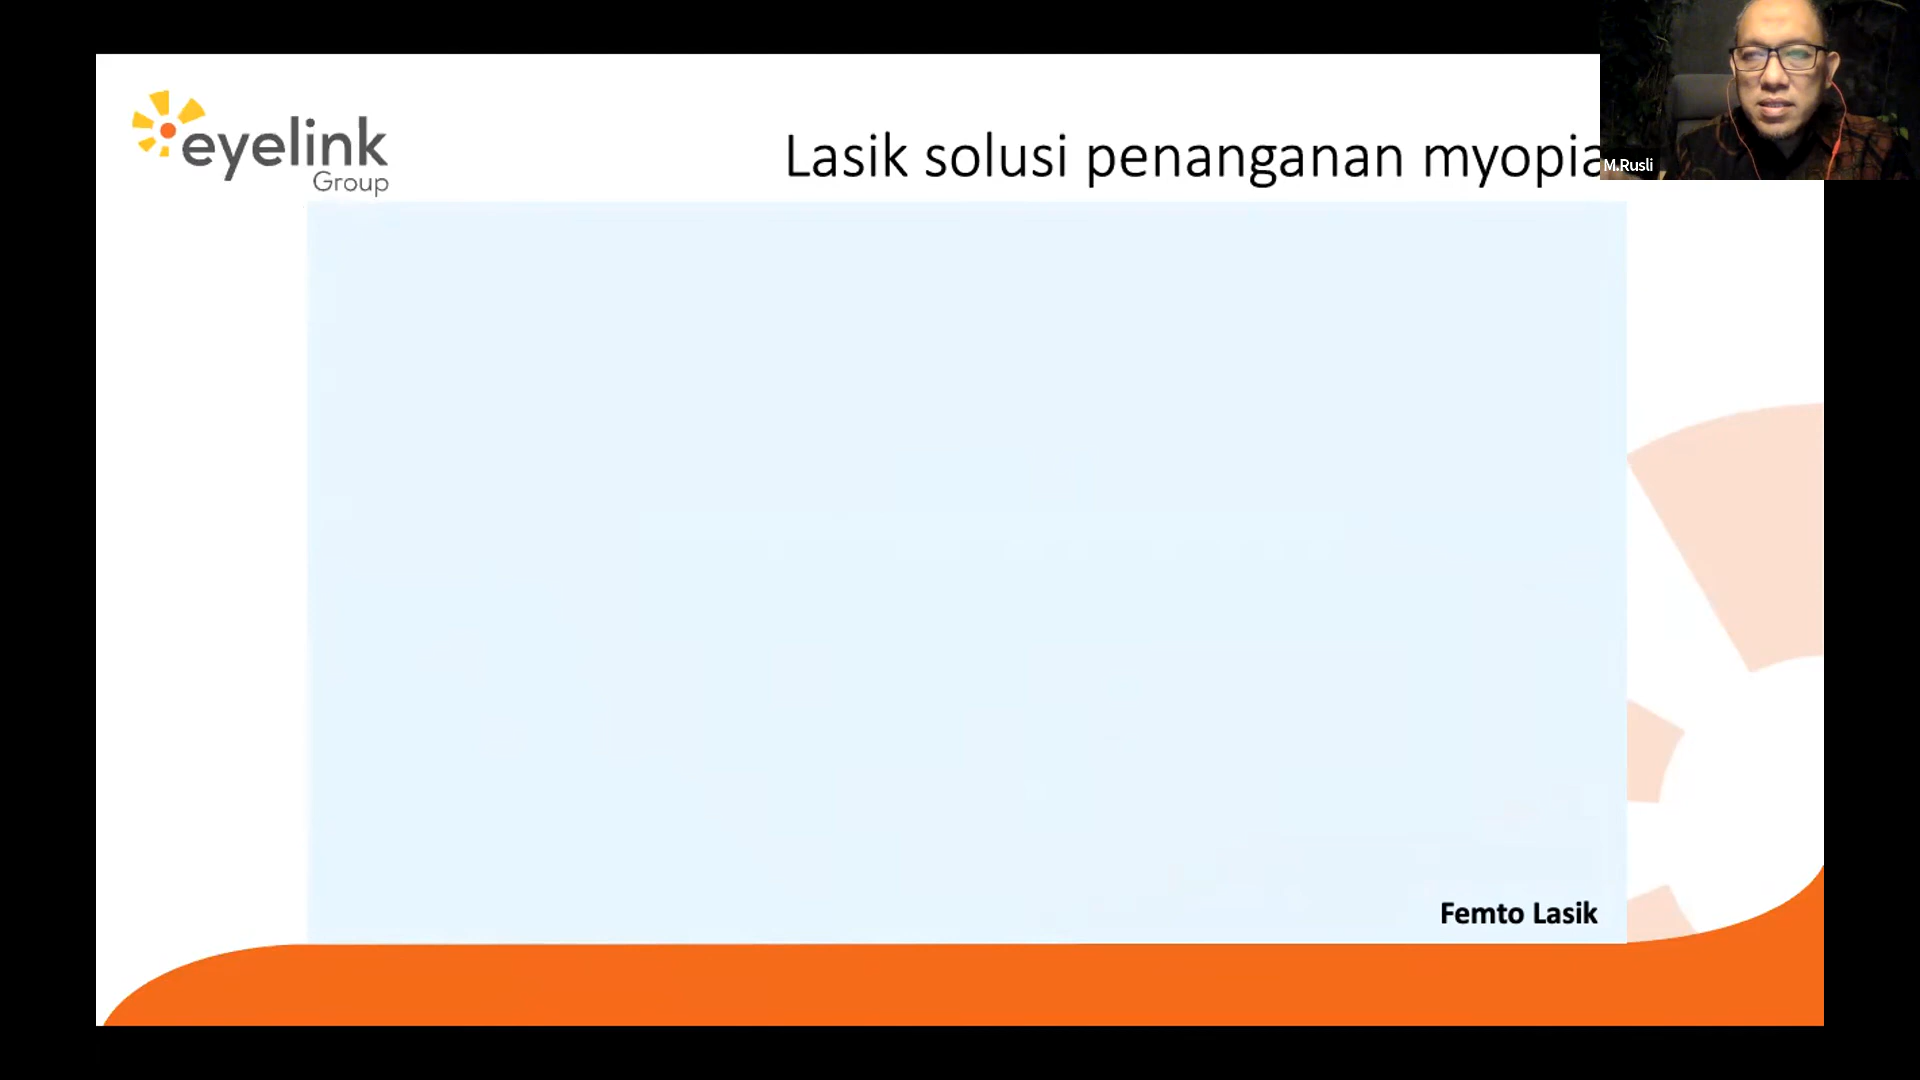 eyelink
Group
Lasik solusi penanganan myopia
M.Rusli
Femto Lasik